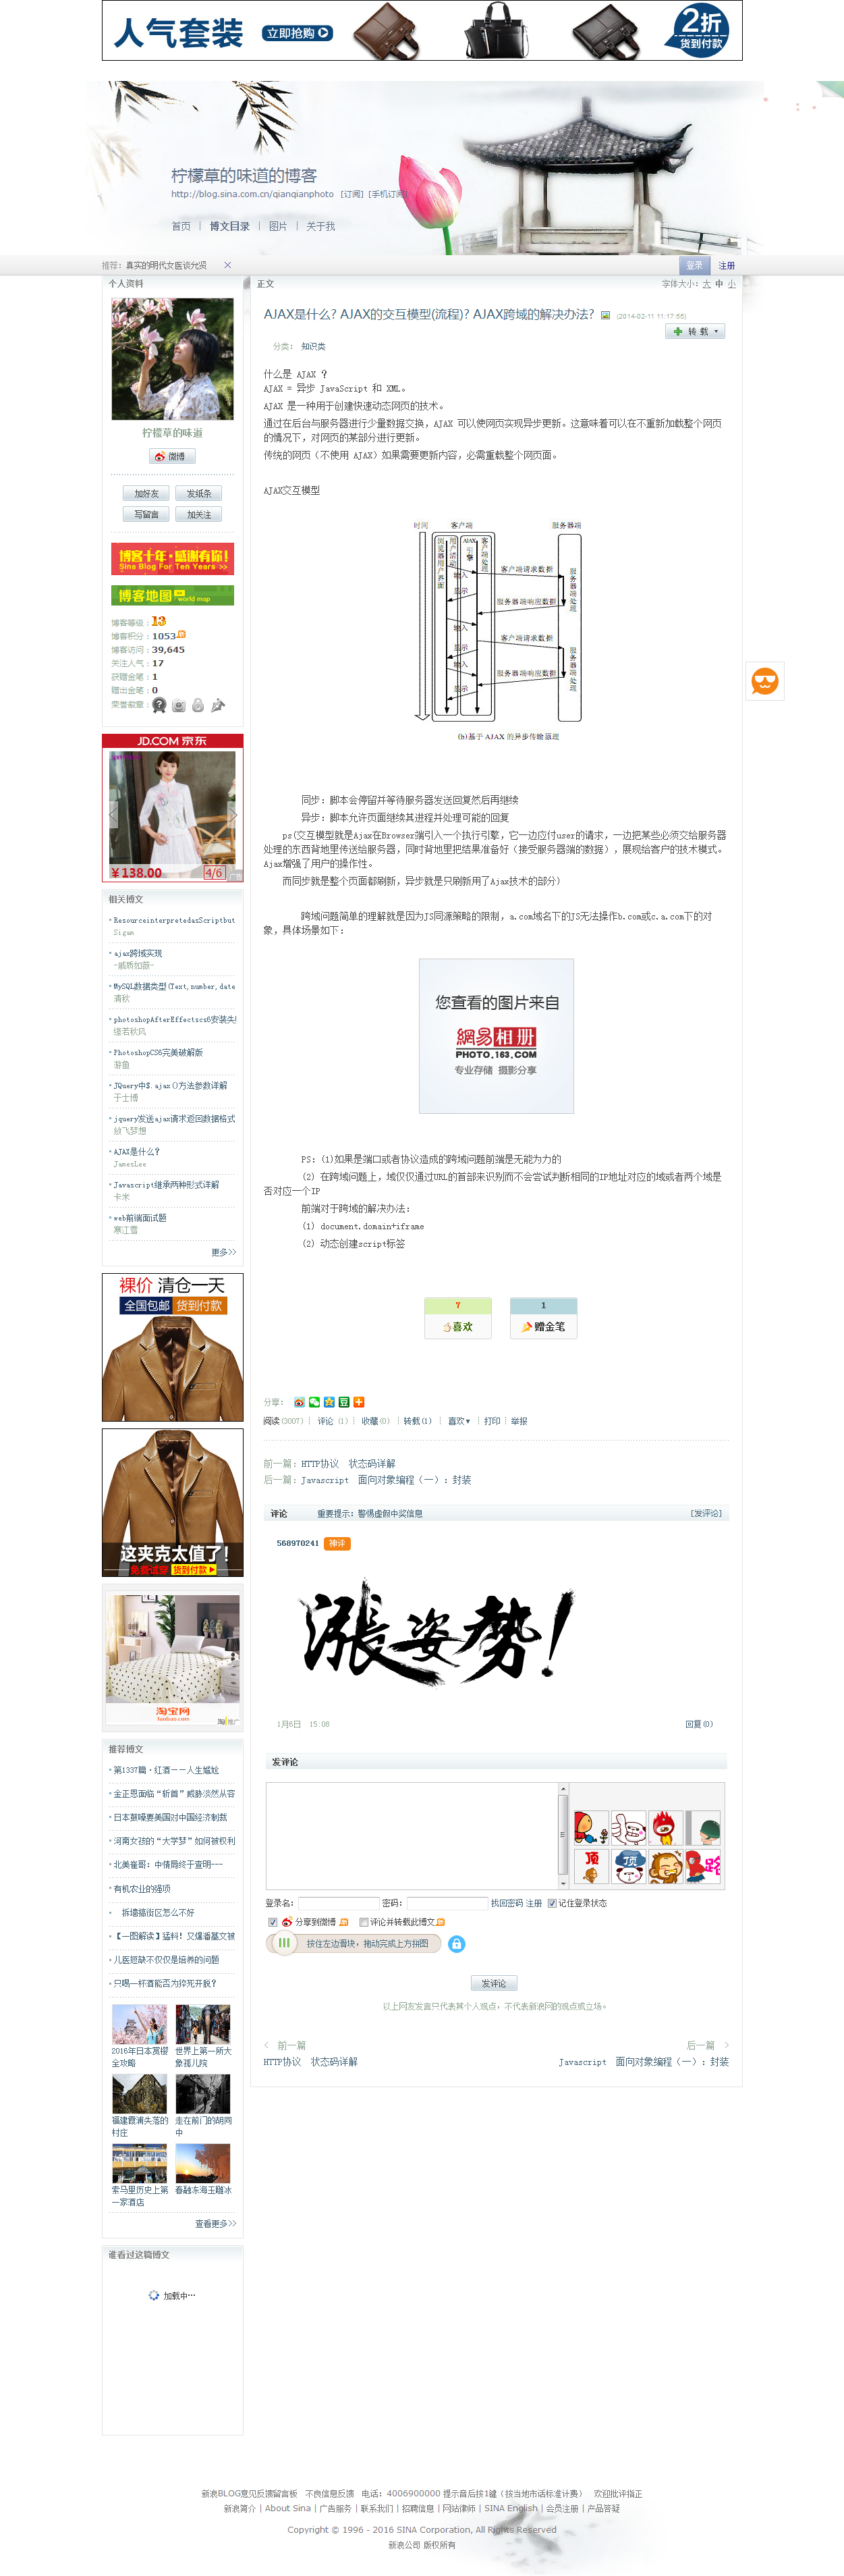 人气套装
立即抢购
2折
货到付款
柠檬草的味道的博客
http://blog.sina.com.cn/qianqianphoto [订阅] [手机订阅]
首页
博文目录
图片
关于我
推荐：真实的明代女医谈允贤
登录
注册
个人资料
柠檬草的味道
微博
加好友
发纸条
写留言
加关注
博客十年·感谢有你！
Sina Blog For Ten Years >>
博客地图 world map
博客等级：13
博客积分：1053
博客访问：39,645
关注人气：17
获赠金笔：1
赠出金笔：0
荣誉徽章：
JD.COM 京东
¥138.00
4/6
相关博文
ResourceinterpretedasScriptbut
Sigam
ajax跨域实现
-威盾如薇-
MySQL数据类型(Text,number,date
清秋
photoshopAfterEffectscs6安装失!
缕若秋风
PhotoshopCS6完美破解版
游鱼
JQuery中$.ajax()方法参数详解
于士博
jquery发送ajax请求返回数据格式
放飞梦想
AJAX是什么？
JamesLee
Javascript继承两种形式详解
卡米
web前端面试题
寒江雪
更多>>
裸价 清仓一天
全国包邮 货到付款
这夹克太值了！
免费试穿 货到付款
淘宝网
Taobao.com
推荐博文
第1337篇·红酒——人生尴尬
金正恩面临“斩首”威胁淡然从容
日本鼓噪要美国对中国经济制裁
河南女孩的“大学梦”如何被权利
北美崔哥：中情局终于宣明---
有机农业的强项
拆墙搞街区怎么不好
【一图解读】猛料！又爆潘基文被
儿医短缺不仅仅是培养的问题
只喝一杯酒能否为猝死开脱？
2016年日本赏樱全攻略
世界上第一所大象孤儿院
福建霞浦失落的村庄
走在前门的胡同中
索马里历史上第一家酒店
春融冻海玉雕冰
查看更多>>
谁看过这篇博文
加载中…
正文
字体大小：大 中 小
AJAX是什么? AJAX的交互模型(流程)? AJAX跨域的解决办法?
(2014-02-11 11:17:55)
转载
分类： 知识类
什么是 AJAX ？
AJAX = 异步 JavaScript 和 XML。
AJAX 是一种用于创建快速动态网页的技术。
通过在后台与服务器进行少量数据交换，AJAX 可以使网页实现异步更新。这意味着可以在不重新加载整个网页
的情况下，对网页的某部分进行更新。
传统的网页（不使用 AJAX）如果需要更新内容，必需重载整个网页面。
AJAX交互模型
时间
客户端
服务器端
浏览器用户界面
用户活动
AJAX引擎
客户端处理
输入
显示
输入
输入
显示
客户端请求数据
服务器端响应数据
客户端请求数据
服务器端响应数据
服务器端处理
服务器端处理
(b)基于 AJAX 的异步传输原理
同步：脚本会停留并等待服务器发送回复然后再继续
异步：脚本允许页面继续其进程并处理可能的回复
ps(交互模型就是Ajax在Browser端引入一个执行引擎，它一边应付user的请求，一边把某些必须交给服务器
处理的东西背地里传送给服务器，同时背地里把结果准备好（接受服务器端的数据），展现给客户的技术模式。
Ajax增强了用户的操作性。
而同步就是整个页面都刷新，异步就是只刷新用了Ajax技术的部分)
跨域问题简单的理解就是因为JS同源策略的限制，a.com域名下的JS无法操作b.com或c.a.com下的对
象，具体场景如下：
您查看的图片来自
網易相册
PHOTO.163.COM
专业存储 摄影分享
PS：(1)如果是端口或者协议造成的跨域问题前端是无能为力的
(2) 在跨域问题上，域仅仅通过URL的首部来识别而不会尝试判断相同的IP地址对应的域或者两个域是
否对应一个IP
前端对于跨域的解决办法：
(1) document.domain+iframe
(2) 动态创建script标签
7
喜欢
1
赠金笔
分享：
阅读(3007) 评论 (1) 收藏(0) 转载(1) 喜欢▼ 打印 举报
前一篇：HTTP协议 状态码详解
后一篇：Javascript 面向对象编程（一）：封装
评论 重要提示：警惕虚假中奖信息 [发评论]
568970241 神评
涨姿势！
1月6日 15:08
回复(0)
发评论
顶
顶
路
登录名： 密码： 找回密码 注册 记住登录状态
分享到微博 评论并转载此博文
按住左边滑块，拖动完成上方拼图
发评论
以上网友发言只代表其个人观点，不代表新浪网的观点或立场。
< 前一篇
HTTP协议 状态码详解
后一篇 >
Javascript 面向对象编程（一）：封装
新浪BLOG意见反馈留言板 不良信息反馈 电话：4006900000 提示音后按1键（按当地市话标准计费） 欢迎批评指正
新浪简介 | About Sina | 广告服务 | 联系我们 | 招聘信息 | 网站律师 | SINA English | 会员注册 | 产品答疑
Copyright © 1996 - 2016 SINA Corporation, All Rights Reserved
新浪公司 版权所有